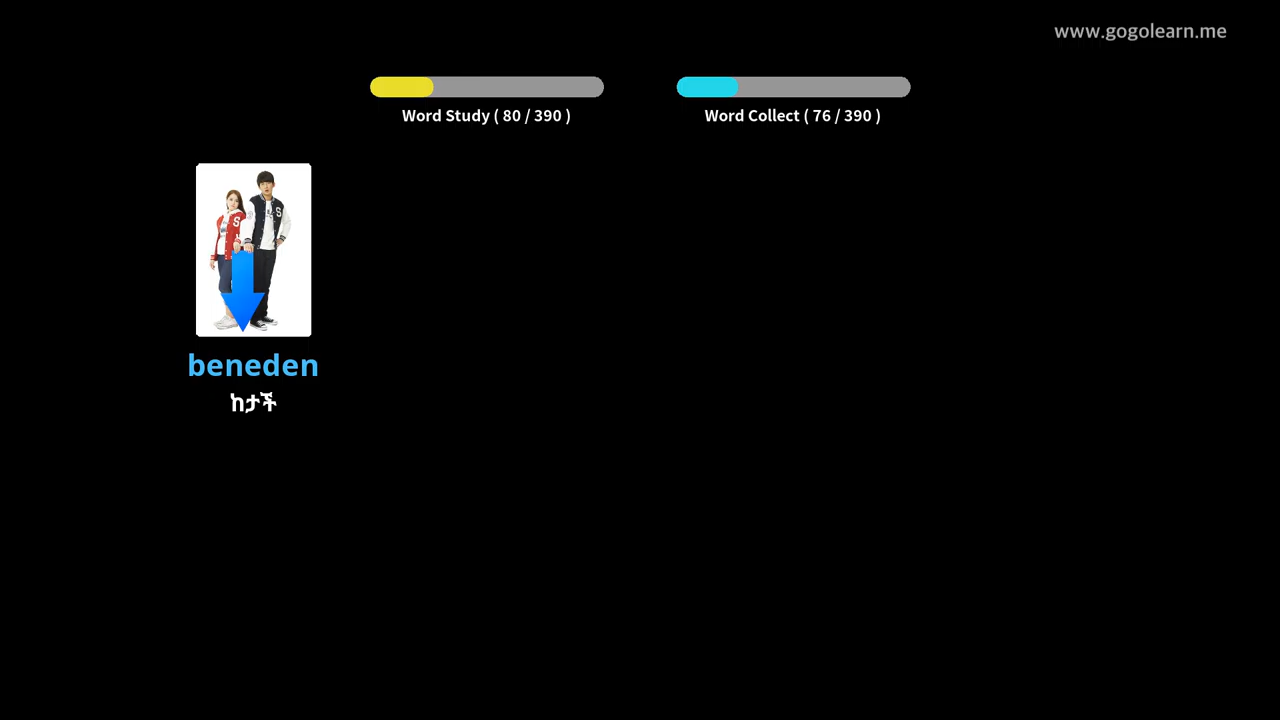 www.gogolearn.me
Word Study ( 80 / 390 )
Word Collect ( 76 / 390 )
S
S
beneden
ከታች